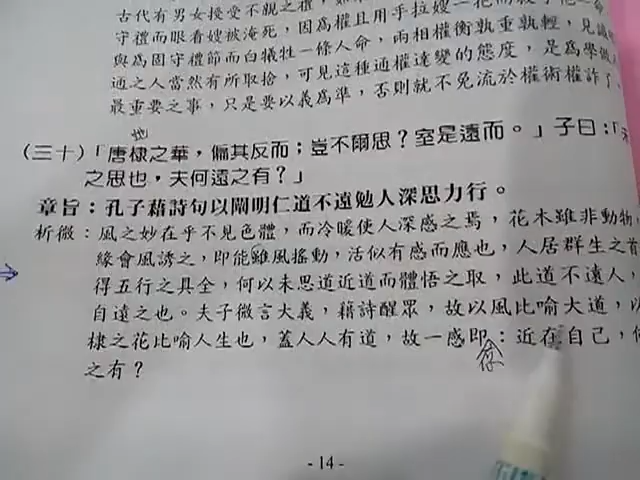 古代有男女授受不親之禮，如
守禮而眼看嫂被淹死，因為權且用手拉嫂一
與為固守禮節而白犧牲一條人命，兩相權衡孰重孰輕，見
通之人當然有所取捨，可見這種通權達變的態度，是為學
最重要之事，只是要以義為準，否則就不免流於權術權詐了
地
（三十）「唐棣之華，偏其反而；豈不爾思？室是遠而。」子曰：「未
之思也，夫何遠之有？」
章旨：孔子藉詩句以闡明仁道不遠勉人深思力行。
析微：風之妙在乎不見色體，而冷暖使人深感之焉，花木雖非動物，
緣會風誘之，即能雖風搖動，活似有感而應也，人居群生之首
得五行之具全，何以未思道近道而體悟之取，此道不遠人，
自遠之也。夫子微言大義，藉詩醒眾，故以風比喻大道，以
棣之花比喻人生也，蓋人人有道，故一感即：近在自己，何
之有？
- 14 -